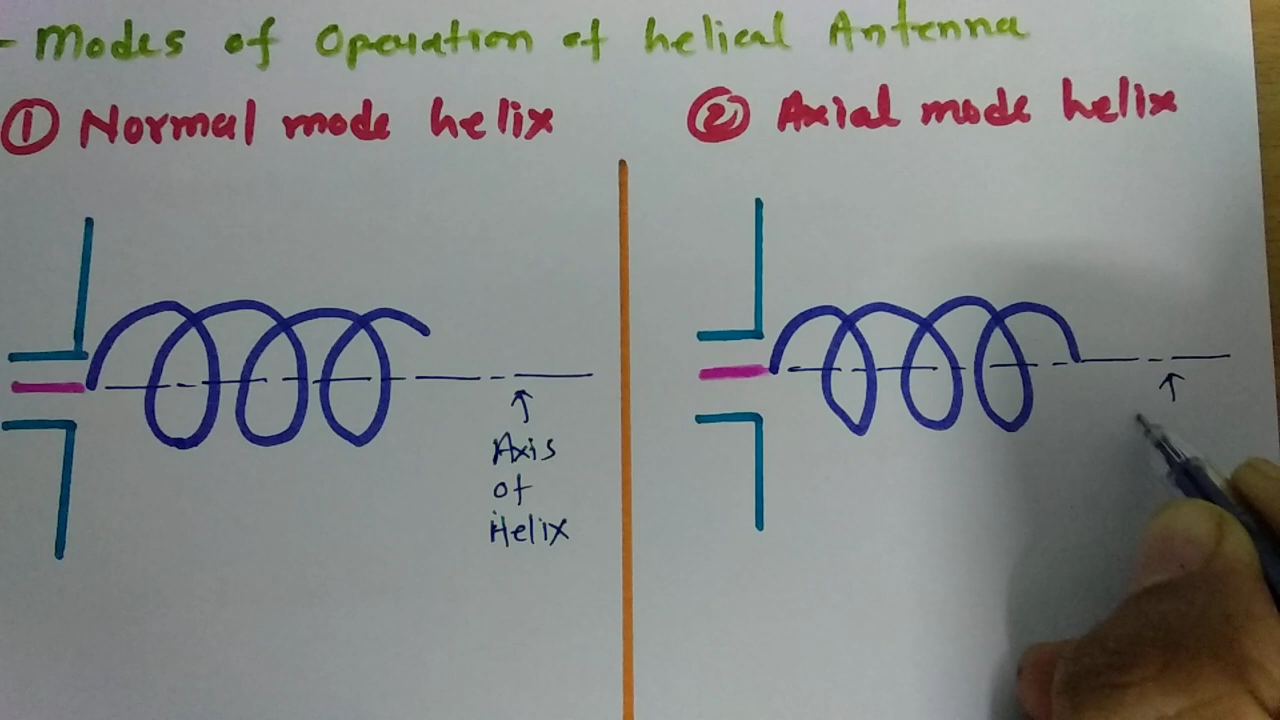 - Modes of Operation of helical Antenna
① Normal mode helix
② Axial mode helix
Axis
of
Helix